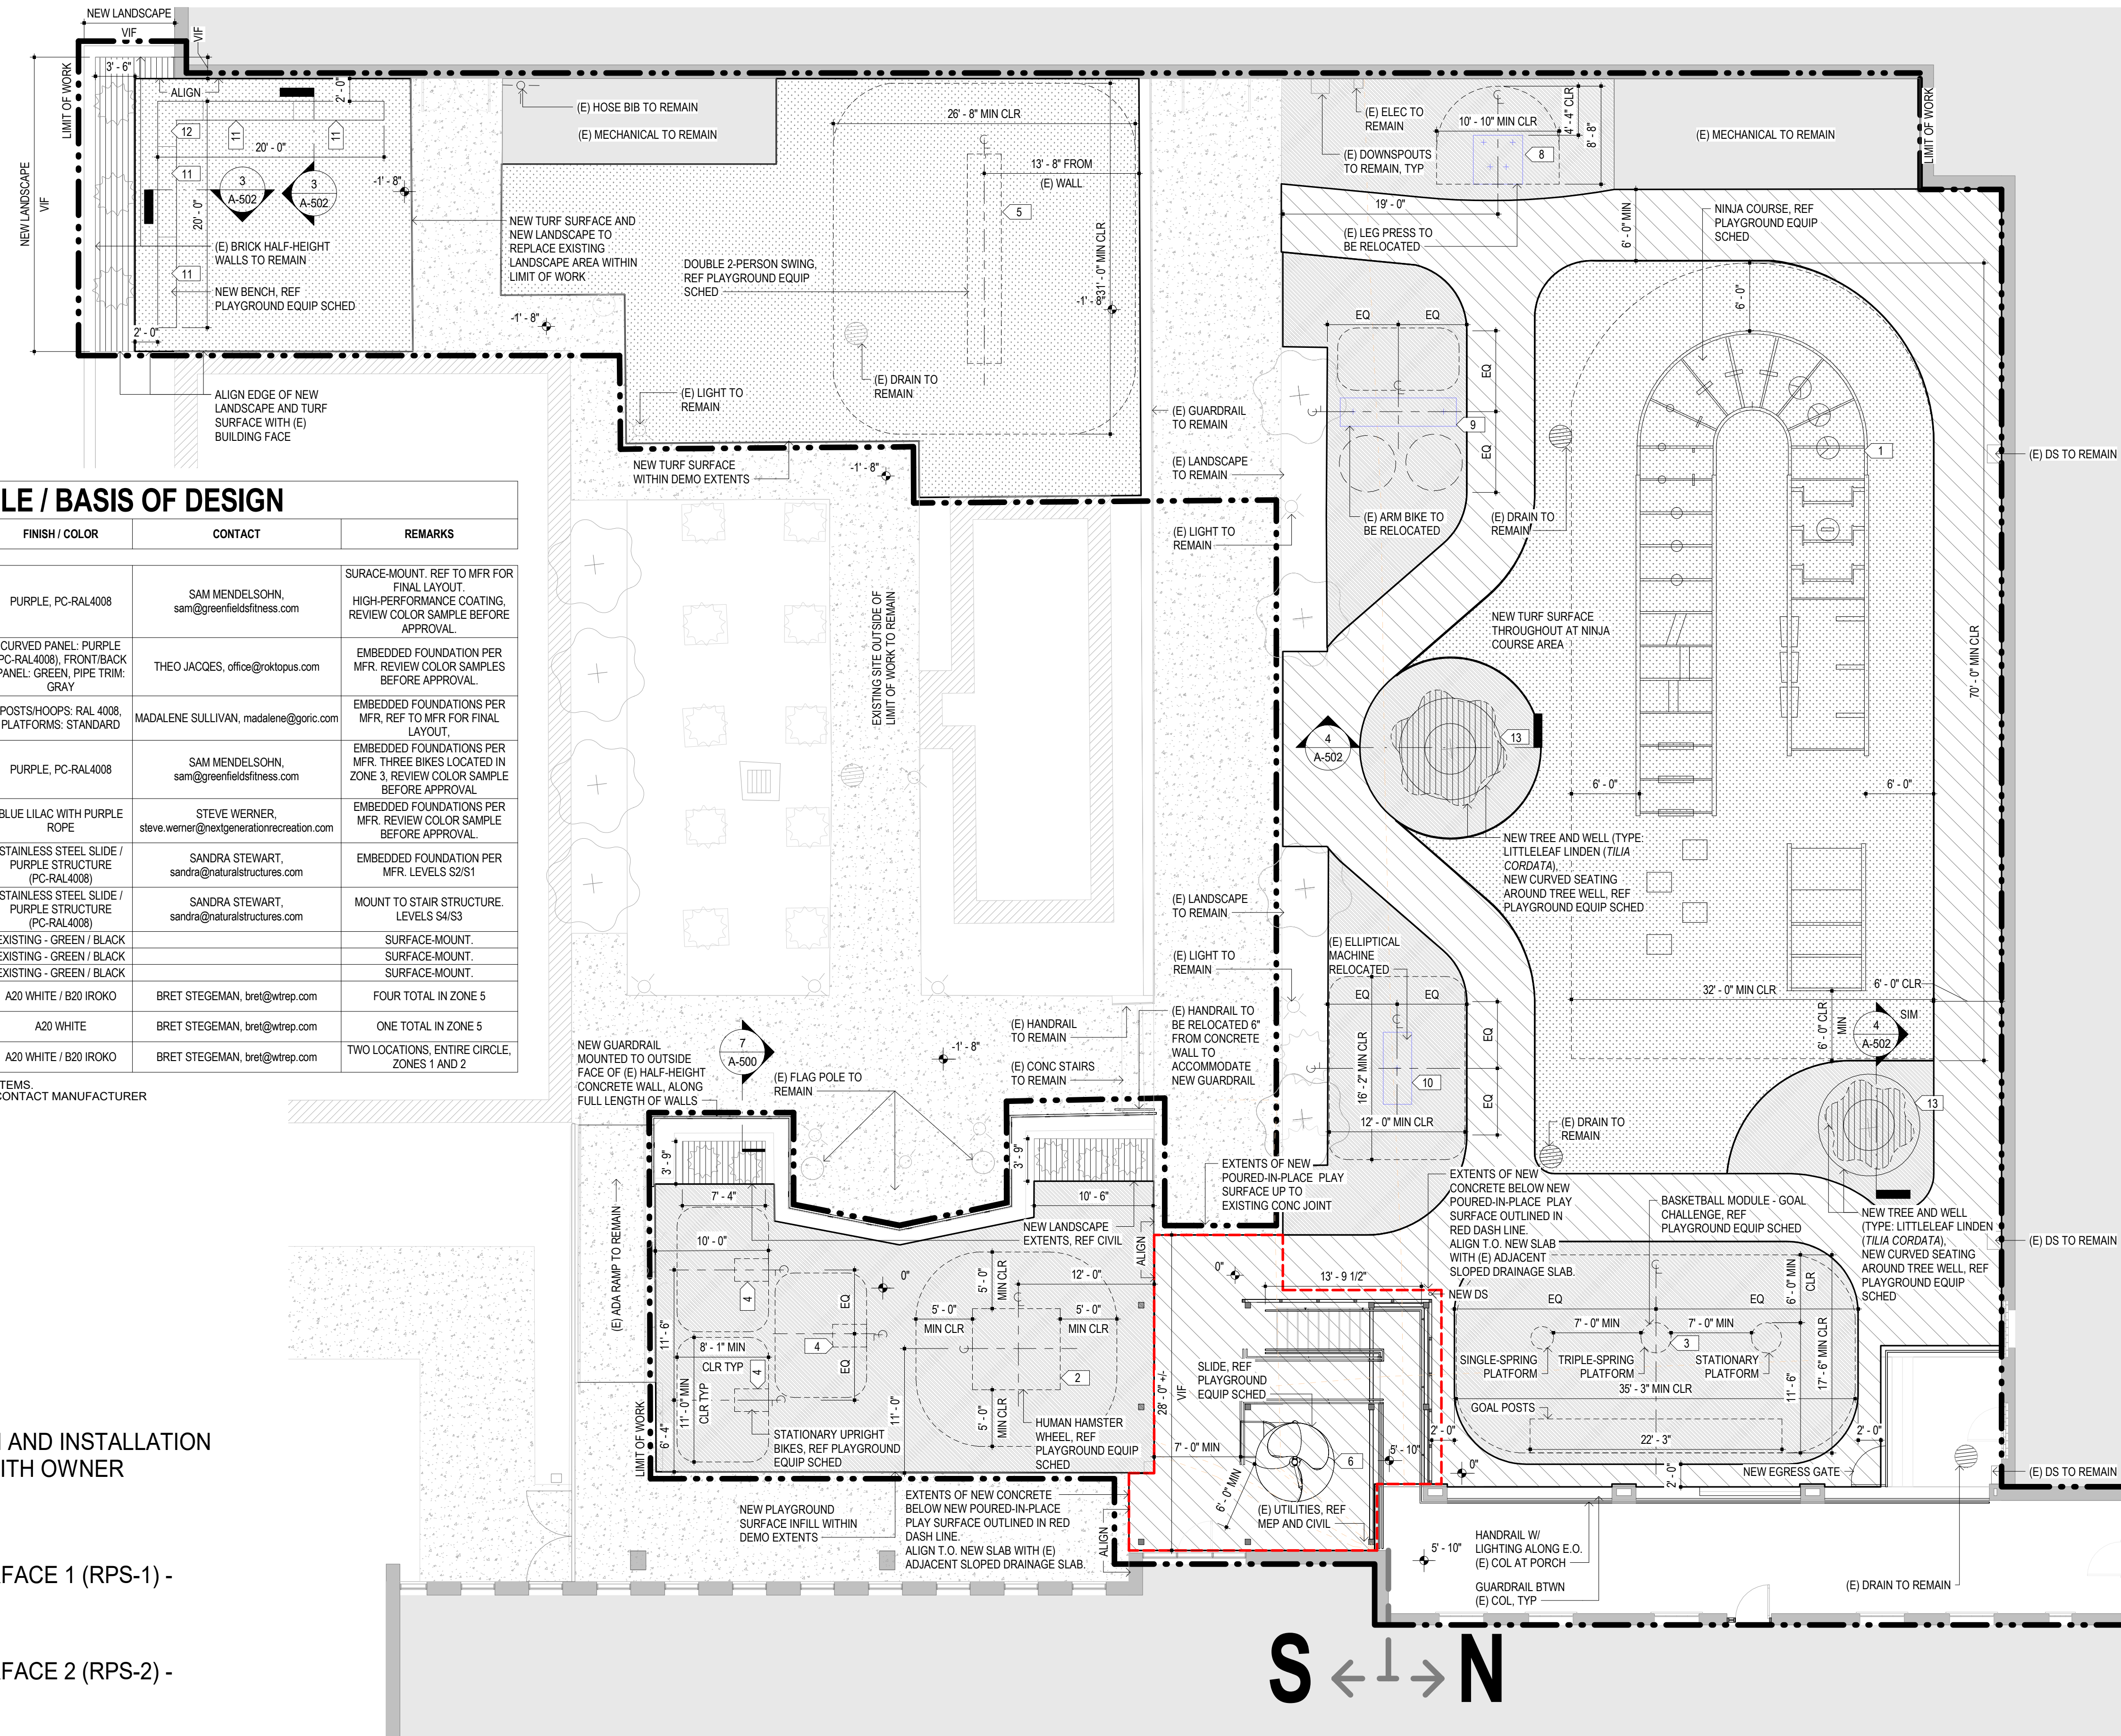 NEW LANDSCAPE
VIF
VIF
LIMIT OF WORK
3' - 6"
ALIGN
2' - 0"
12
11
11
20' - 0"
11
3
A-502
3
A-502
-1' - 8"
20' - 0"
NEW LANDSCAPE
VIF
(E) BRICK HALF-HEIGHT
WALLS TO REMAIN
11
NEW BENCH, REF
PLAYGROUND EQUIP SCHED
2' - 0"
ALIGN EDGE OF NEW
LANDSCAPE AND TURF
SURFACE WITH (E)
BUILDING FACE
(E) HOSE BIB TO REMAIN
(E) MECHANICAL TO REMAIN
NEW TURF SURFACE AND
NEW LANDSCAPE TO
REPLACE EXISTING
LANDSCAPE AREA WITHIN
LIMIT OF WORK
-1' - 8"
26' - 8" MIN CLR
13' - 8" FROM
(E) WALL
5
DOUBLE 2-PERSON SWING,
REF PLAYGROUND EQUIP
SCHED
31' - 0" MIN CLR
-1' - 8"
(E) LIGHT TO
REMAIN
(E) DRAIN TO
REMAIN
NEW TURF SURFACE
WITHIN DEMO EXTENTS
-1' - 8"
(E) GUARDRAIL
TO REMAIN
(E) LANDSCAPE
TO REMAIN
(E) LIGHT TO
REMAIN
(E) ELEC TO
REMAIN
(E) DOWNSPOUTS
TO REMAIN, TYP
10' - 10" MIN CLR
4' - 4" CLR
8' - 8"
8
(E) MECHANICAL TO REMAIN
LIMIT OF WORK
19' - 0"
(E) LEG PRESS TO
BE RELOCATED
6' - 0" MIN
NINJA COURSE, REF
PLAYGROUND EQUIP
SCHED
6' - 0"
EQ
EQ
EQ
EQ
9
(E) ARM BIKE TO
BE RELOCATED
(E) DRAIN TO
REMAIN
1
(E) DS TO REMAIN
NEW TURF SURFACE
THROUGHOUT AT NINJA
COURSE AREA
70' - 0" MIN CLR
4
A-502
13
6' - 0"
6' - 0"
NEW TREE AND WELL (TYPE:
LITTLELEAF LINDEN (TILIA
CORDATA),
NEW CURVED SEATING
AROUND TREE WELL, REF
PLAYGROUND EQUIP SCHED
32' - 0" MIN CLR
6' - 0" CLR
6' - 0" CLR
MIN
4
A-502
SIM
13
LE / BASIS OF DESIGN
FINISH / COLOR
CONTACT
REMARKS
PURPLE, PC-RAL4008
SAM MENDELSOHN,
sam@greenfieldsfitness.com
SURACE-MOUNT. REF TO MFR FOR
FINAL LAYOUT.
HIGH-PERFORMANCE COATING,
REVIEW COLOR SAMPLE BEFORE
APPROVAL.
CURVED PANEL: PURPLE
PC-RAL4008), FRONT/BACK
PANEL: GREEN, PIPE TRIM:
GRAY
THEO JACQES, office@roktopus.com
EMBEDDED FOUNDATION PER
MFR. REVIEW COLOR SAMPLES
BEFORE APPROVAL.
POSTS/HOOPS: RAL 4008,
PLATFORMS: STANDARD
MADALENE SULLIVAN, madalene@goric.com
EMBEDDED FOUNDATIONS PER
MFR, REF TO MFR FOR FINAL
LAYOUT,
PURPLE, PC-RAL4008
SAM MENDELSOHN,
sam@greenfieldsfitness.com
EMBEDDED FOUNDATIONS PER
MFR. THREE BIKES LOCATED IN
ZONE 3, REVIEW COLOR SAMPLE
BEFORE APPROVAL
BLUE LILAC WITH PURPLE
ROPE
STEVE WERNER,
steve.werner@nextgenerationrecreation.com
EMBEDDED FOUNDATIONS PER
MFR. REVIEW COLOR SAMPLE
BEFORE APPROVAL.
STAINLESS STEEL SLIDE /
PURPLE STRUCTURE
(PC-RAL4008)
SANDRA STEWART,
sandra@naturalstructures.com
EMBEDDED FOUNDATION PER
MFR. LEVELS S2/S1
STAINLESS STEEL SLIDE /
PURPLE STRUCTURE
(PC-RAL4008)
SANDRA STEWART,
sandra@naturalstructures.com
MOUNT TO STAIR STRUCTURE.
LEVELS S4/S3
EXISTING - GREEN / BLACK
SURFACE-MOUNT.
EXISTING - GREEN / BLACK
SURFACE-MOUNT.
EXISTING - GREEN / BLACK
SURFACE-MOUNT.
A20 WHITE / B20 IROKO
BRET STEGEMAN, bret@wtrep.com
FOUR TOTAL IN ZONE 5
A20 WHITE
BRET STEGEMAN, bret@wtrep.com
ONE TOTAL IN ZONE 5
A20 WHITE / B20 IROKO
BRET STEGEMAN, bret@wtrep.com
TWO LOCATIONS, ENTIRE CIRCLE,
ZONES 1 AND 2
TEMS.
CONTACT MANUFACTURER
EXISTING SITE OUTSIDE OF
LIMIT OF WORK TO REMAIN
(E) LANDSCAPE
TO REMAIN
(E) LIGHT TO
REMAIN
(E) HANDRAIL TO
BE RELOCATED 6"
FROM CONCRETE
WALL TO
ACCOMMODATE
NEW GUARDRAIL
(E) HANDRAIL
TO REMAIN
(E) CONC STAIRS
TO REMAIN
-1' - 8"
7
A-500
NEW GUARDRAIL
MOUNTED TO OUTSIDE
FACE OF (E) HALF-HEIGHT
CONCRETE WALL, ALONG
FULL LENGTH OF WALLS
(E) FLAG POLE TO
REMAIN
(E) ELLIPTICAL
MACHINE
RELOCATED
EQ
EQ
EQ
EQ
16' - 2" MIN CLR
10
12' - 0" MIN CLR
(E) DRAIN TO
REMAIN
EXTENTS OF NEW
POURED-IN-PLACE PLAY
SURFACE UP TO
EXISTING CONC JOINT
EXTENTS OF NEW
CONCRETE BELOW NEW
POURED-IN-PLACE PLAY
SURFACE OUTLINED IN
RED DASH LINE.
ALIGN T.O. NEW SLAB
WITH (E) ADJACENT
SLOPED DRAINAGE SLAB.
BASKETBALL MODULE - GOAL
CHALLENGE, REF
PLAYGROUND EQUIP SCHED
NEW TREE AND WELL
(TYPE: LITTLELEAF LINDEN
(TILIA CORDATA),
NEW CURVED SEATING
AROUND TREE WELL, REF
PLAYGROUND EQUIP
SCHED
(E) DS TO REMAIN
(E) ADA RAMP TO REMAIN
3' - 9"
3' - 9"
7' - 4"
10' - 6"
NEW LANDSCAPE
EXTENTS, REF CIVIL
ALIGN
10' - 0"
0"
12' - 0"
5' - 0"
MIN CLR
4
EQ
EQ
4
11' - 6"
8' - 1" MIN
CLR TYP
4
11' - 0" MIN
CLR TYP
6' - 4"
11' - 0"
5' - 0"
MIN CLR
5' - 0"
MIN CLR
2
5' - 0"
MIN CLR
HUMAN HAMSTER
WHEEL, REF
PLAYGROUND EQUIP
SCHED
STATIONARY UPRIGHT
BIKES, REF PLAYGROUND
EQUIP SCHED
LIMIT OF WORK
0"
13' - 9 1/2"
NEW DS
28' - 0" +/-
VIF
SLIDE, REF
PLAYGROUND
EQUIP SCHED
7' - 0" MIN
6' - 0" MIN
6
5' - 10"
2' - 0"
0"
(E) UTILITIES, REF
MEP AND CIVIL
EQ
EQ
6' - 0" MIN
CLR
7' - 0" MIN
7' - 0" MIN
3
SINGLE-SPRING
PLATFORM
TRIPLE-SPRING
PLATFORM
STATIONARY
PLATFORM
35' - 3" MIN CLR
11' - 6"
17' - 6" MIN CLR
GOAL POSTS
22' - 3"
2' - 0"
NEW EGRESS GATE
2' - 0"
(E) DS TO REMAIN
NEW PLAYGROUND
SURFACE INFILL WITHIN
DEMO EXTENTS
EXTENTS OF NEW CONCRETE
BELOW NEW POURED-IN-PLACE
PLAY SURFACE OUTLINED IN RED
DASH LINE.
ALIGN T.O. NEW SLAB WITH (E)
ADJACENT SLOPED DRAINAGE SLAB.
ALIGN
5' - 10"
HANDRAIL W/
LIGHTING ALONG E.O.
(E) COL AT PORCH
GUARDRAIL BTWN
(E) COL, TYP
(E) DRAIN TO REMAIN
AND INSTALLATION
ITH OWNER
FACE 1 (RPS-1) -
FACE 2 (RPS-2) -
S
N